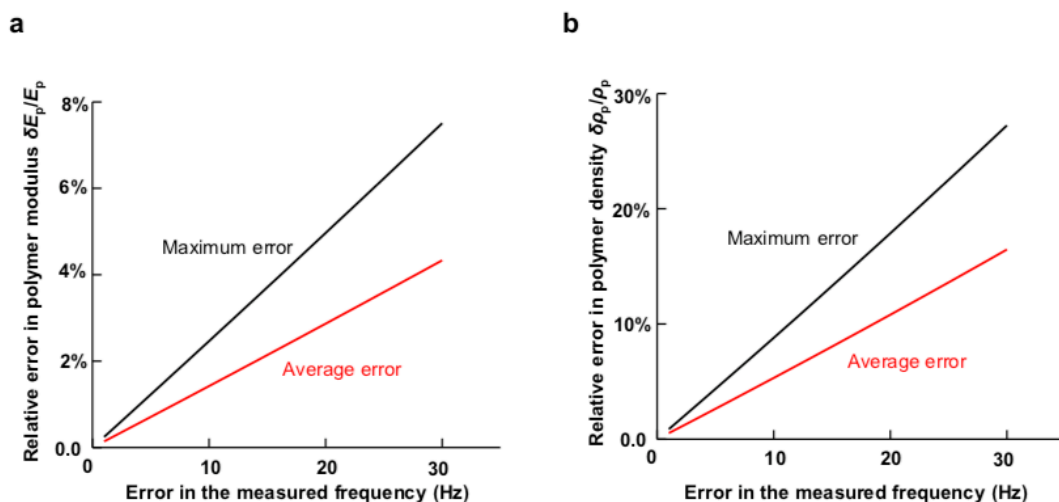 a
Relative error in polymer modulus δEp/Ep
8%
6%
4%
2%
0.0
0
10
20
30
Maximum error
Average error
Error in the measured frequency (Hz)
b
Relative error in polymer density δρp/ρp
30%
20%
10%
0.0
0
10
20
30
Maximum error
Average error
Error in the measured frequency (Hz)